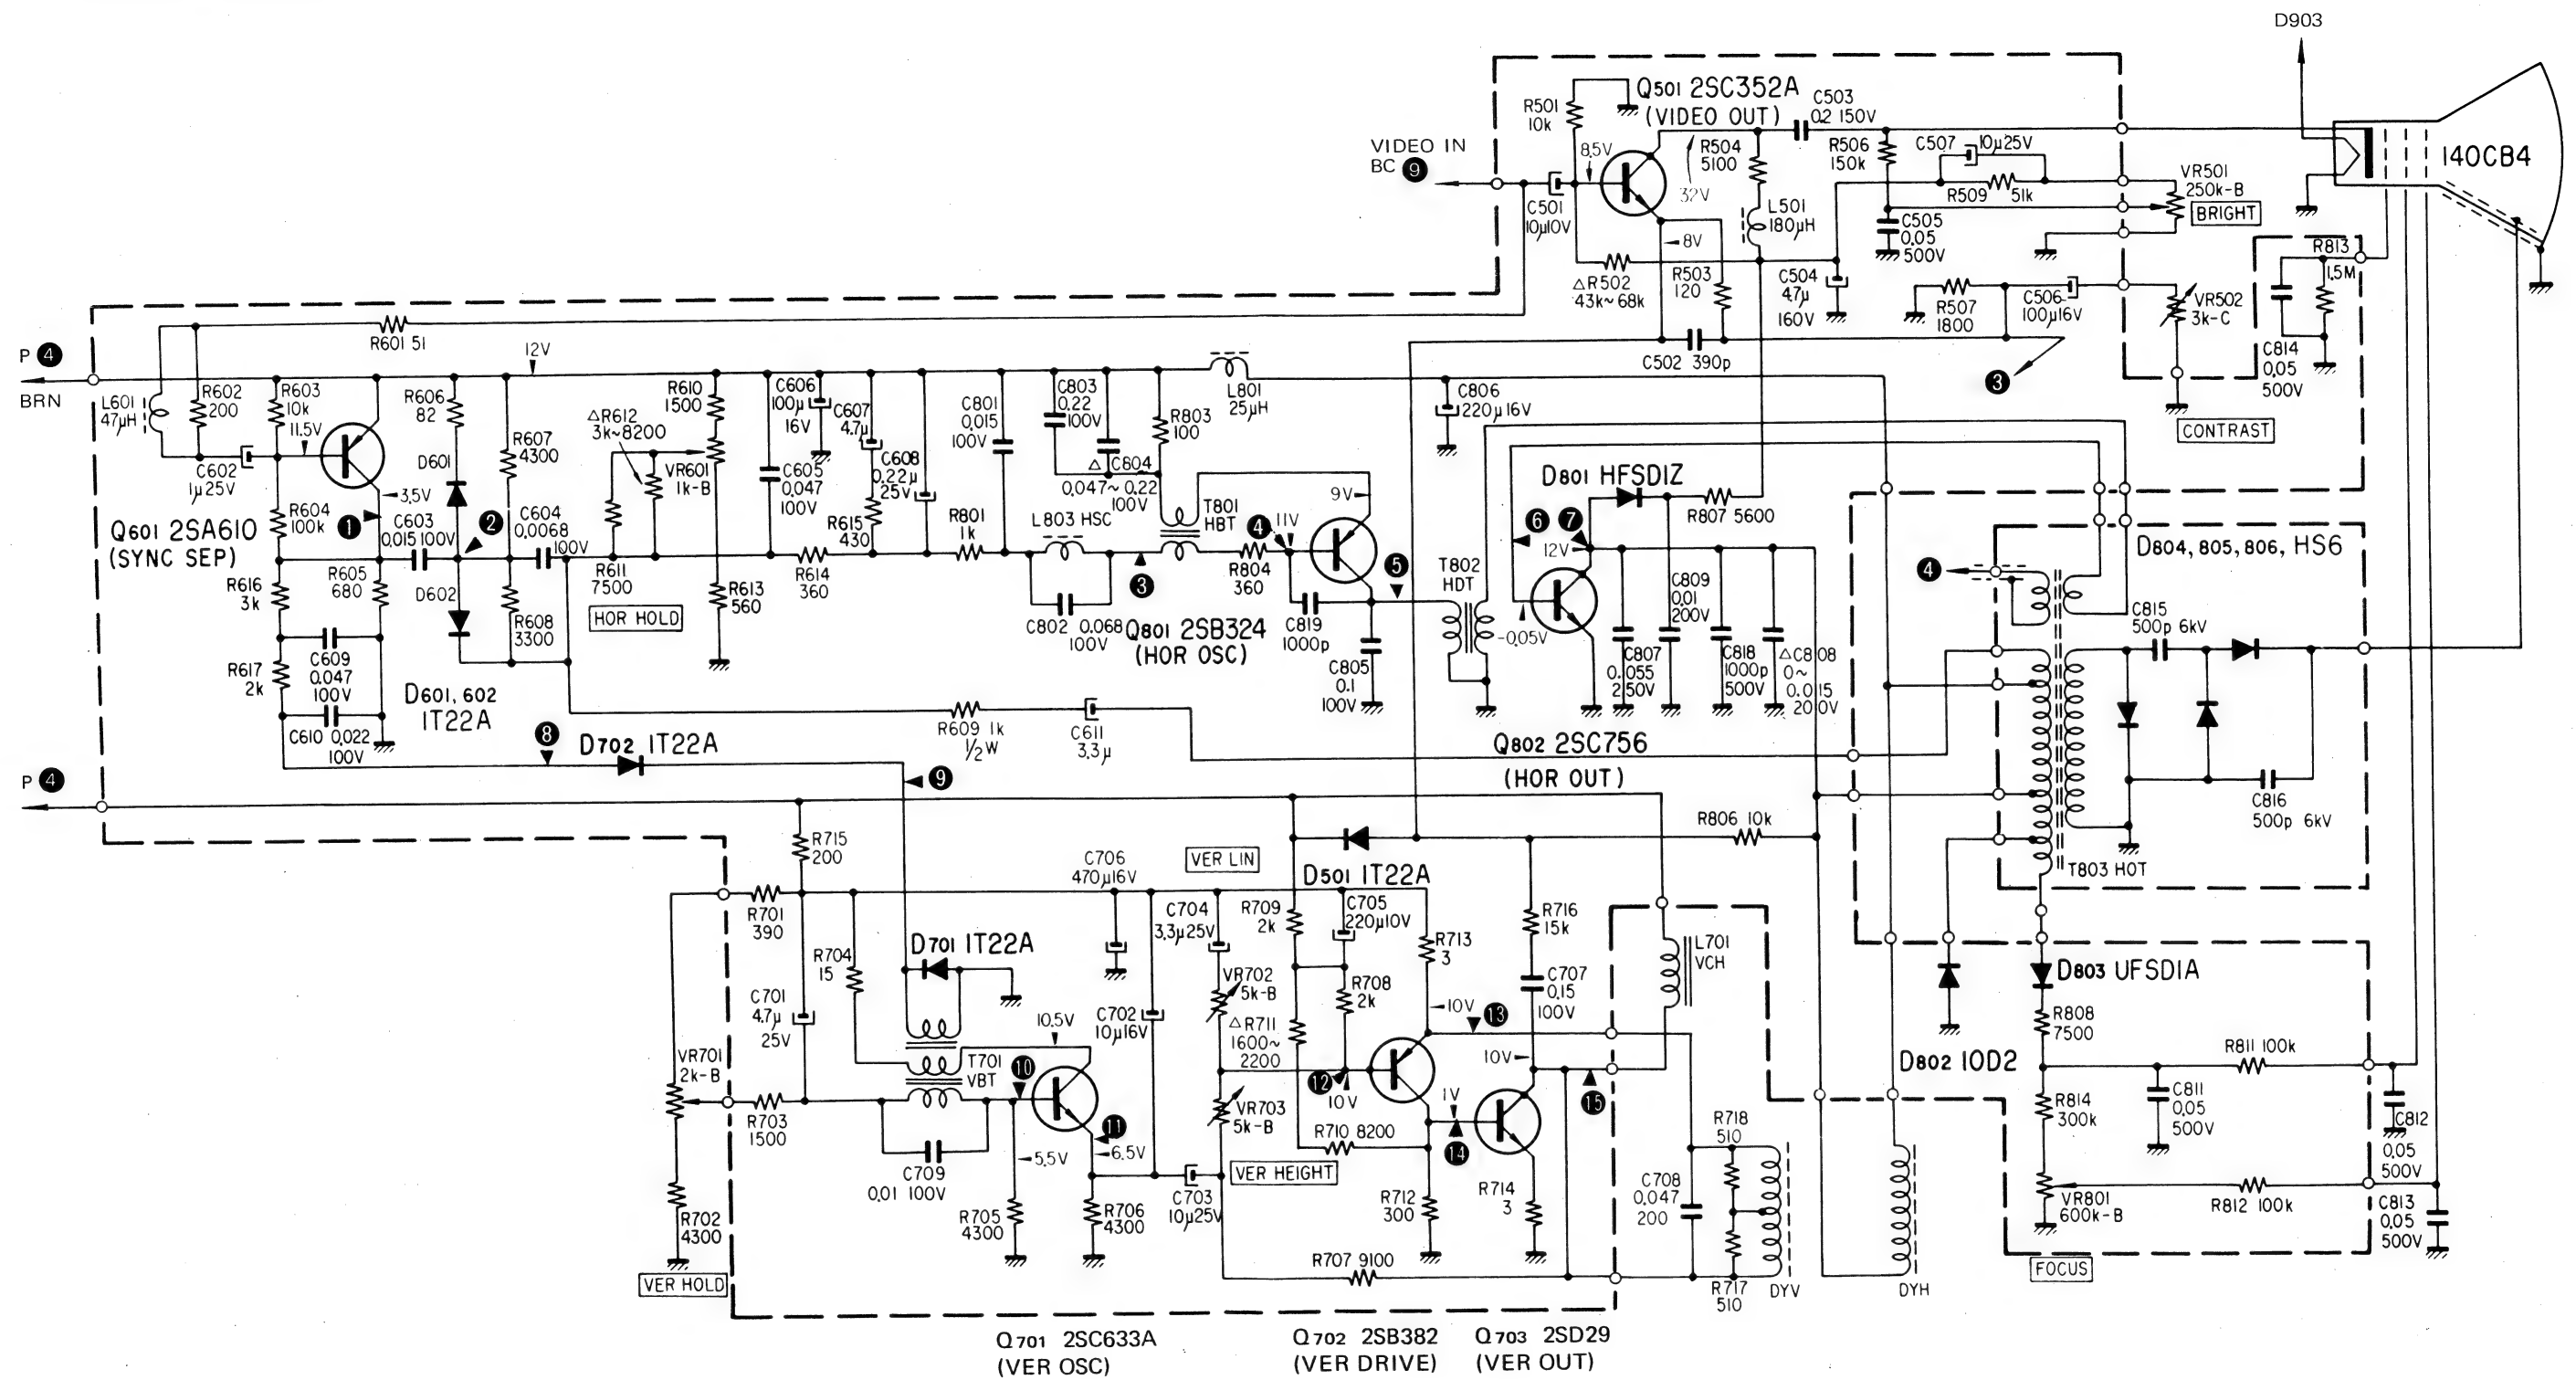 D903
Q501 2SC352A
(VIDEO OUT)
R501
10k
C503
0.2 150V
VIDEO IN
BC 9
8.5V
R504
5100
R506
150k
C507
10µ25V
140CB4
32V
R509 51k
VR501
250k-B
BRIGHT
C501
10µ10V
L501
180µH
C505
0.05
500V
8V
△R502
43k~68k
R503
120
C504
47µ
160V
R507
1800
C506
100µ16V
VR502
3k-C
R813
1.5M
C814
0.05
500V
C502 390p
3
CONTRAST
R601 51
P 4
BRN
12V
L601
47µH
R602
200
R603
10k
11.5V
R606
82
R607
4300
△R612
3k~8200
R610
1500
C606
100µ
16V
C607
4.7µ
C801
0.015
100V
C803
0.22
100V
R803
100
L801
25µH
C806
220µ16V
C602
1µ25V
D601
VR601
1k-B
C605
0.047
100V
C608
0.22µ
25V
△C804
0.047~0.22
100V
9V
D801 HFSD1Z
R807 5600
Q601 2SA610
(SYNC SEP)
R604
100k
3.5V
1
C603
0.015 100V
2
C604
0.0068
100V
R615
430
R801
1k
L803 HSC
T801
HBT
4
11V
6
7
12V
D804, 805, 806, HS6
R616
3k
R605
680
D602
R608
3300
R611
7500
HOR HOLD
R613
560
R614
360
3
R804
360
5
T802
HDT
4
C815
500p 6kV
C802 0.068
100V
Q801 2SB324
(HOR OSC)
C819
1000p
-0.05V
C809
0.01
200V
R617
2k
C609
0.047
100V
C805
0.1
100V
C807
0.055
250V
C818
1000p
500V
△C808
0~
0.015
200V
D601, 602
1T22A
C610 0.022
100V
8
D702 1T22A
R609 1k
1/2W
C611
3.3µ
Q802 2SC756
(HOR OUT)
P 4
9
C816
500p 6kV
R806 10k
T803 HOT
R715
200
C706
470µ16V
VER LIN
D501 1T22A
R701
390
R704
15
D701 1T22A
C704
3.3µ25V
R709
2k
C705
220µ10V
R713
3
R716
15k
L701
VCH
D803 UFSD1A
C701
4.7µ
25V
VR702
5k-B
R708
2k
C707
0.15
100V
R808
7500
10V
13
10.5V
C702
10µ16V
△R711
1600~
2200
VR701
2k-B
T701
VBT
10
12
10V
10V
15
D802 10D2
R811 100k
R703
1500
VR703
5k-B
1V
14
R718
510
R814
300k
C811
0.05
500V
C812
0.05
500V
11
6.5V
5.5V
R710 8200
VER HEIGHT
C709
0.01 100V
C703
10µ25V
R712
300
R714
3
C708
0.047
200
VR801
600k-B
R812 100k
C813
0.05
500V
R702
4300
R705
4300
R706
4300
VER HOLD
R707 9100
R717
510
DYV
DYH
FOCUS
Q701 2SC633A
(VER OSC)
Q702 2SB382
(VER DRIVE)
Q703 2SD29
(VER OUT)